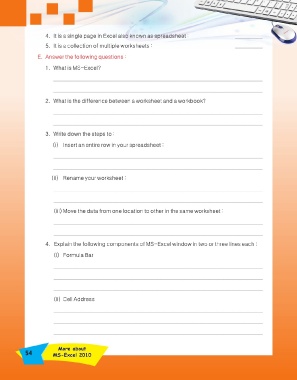 4. It is a single page in Excel also known as spreadsheet
5. It is a collection of multiple worksheets :
E. Answer the following questions :
1. What is MS-Excel?
2. What is the difference between a worksheet and a workbook?
3. Write down the steps to :
(i) Insert an entire row in your spreadsheet :
(ii) Rename your worksheet :
(iii) Move the data from one location to other in the same worksheet :
4. Explain the following components of MS-Excel window in two or three lines each :
(i) Formula Bar
(ii) Cell Address
54
More about
MS-Excel 2010